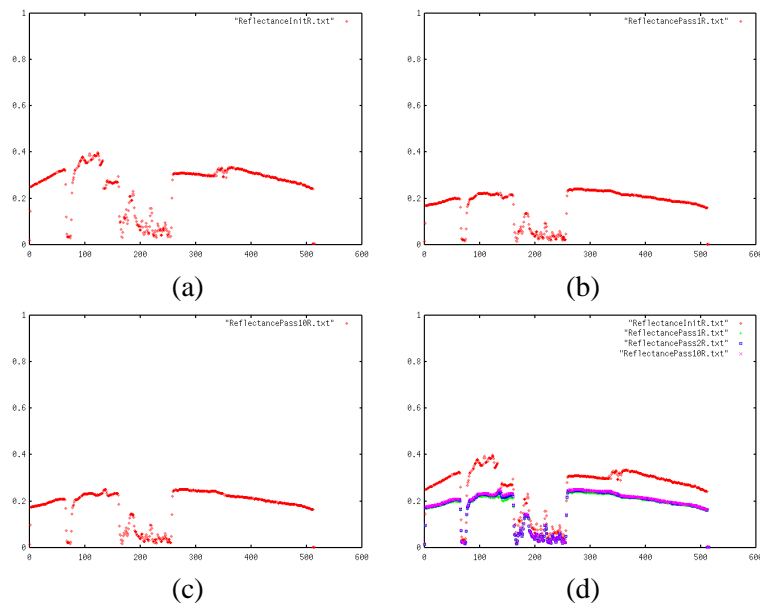 "ReflectanceInitR.txt"
1
0.8
0.6
0.4
0.2
0
0 100 200 300 400 500 600
(a)
"ReflectancePass1R.txt"
1
0.8
0.6
0.4
0.2
0
0 100 200 300 400 500 600
(b)
"ReflectancePass10R.txt"
1
0.8
0.6
0.4
0.2
0
0 100 200 300 400 500 600
(c)
"ReflectanceInitR.txt"
"ReflectancePass1R.txt"
"ReflectancePass2R.txt"
"ReflectancePass10R.txt"
1
0.8
0.6
0.4
0.2
0
0 100 200 300 400 500 600
(d)